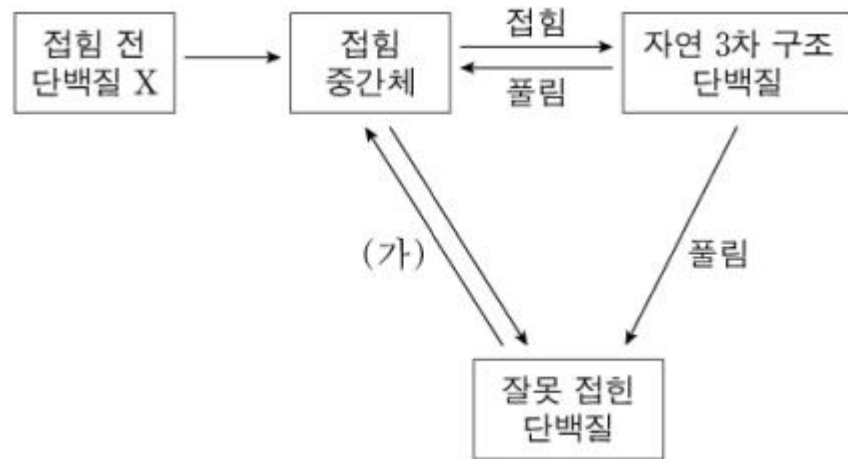 접힘 전
단백질 X
접힘
중간체
접힘
풀림
자연 3차 구조
단백질
(가)
풀림
잘못 접힌
단백질